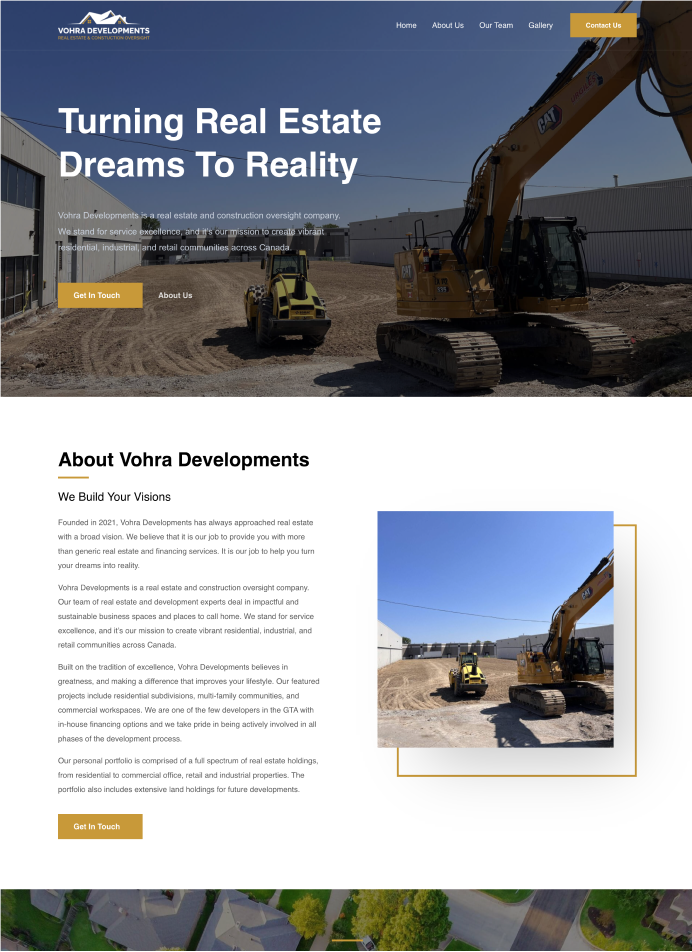 VOHRA DEVELOPMENTS
REAL ESTATE & CONSTUCTION OVERSIGHT
Home
About Us
Our Team
Gallery
Contact Us
Turning Real Estate
Dreams To Reality
Vohra Developments is a real estate and construction oversight company.
We stand for service excellence, and it's our mission to create vibrant
residential, industrial, and retail communities across Canada.
Get In Touch
About Us
CAT
CAT
335
About Vohra Developments
We Build Your Visions
Founded in 2021, Vohra Developments has always approached real estate
with a broad vision. We believe that it is our job to provide you with more
than generic real estate and financing services. It is our job to help you turn
your dreams into reality.
Vohra Developments is a real estate and construction oversight company.
Our team of real estate and development experts deal in impactful and
sustainable business spaces and places to call home. We stand for service
excellence, and it's our mission to create vibrant residential, industrial, and
retail communities across Canada.
Built on the tradition of excellence, Vohra Developments believes in
greatness, and making a difference that improves your lifestyle. Our featured
projects include residential subdivisions, multi-family communities, and
commercial workspaces. We are one of the few developers in the GTA with
in-house financing options and we take pride in being actively involved in all
phases of the development process.
Our personal portfolio is comprised of a full spectrum of real estate holdings,
from residential to commercial office, retail and industrial properties. The
portfolio also includes extensive land holdings for future developments.
Get In Touch
CAT
CAT